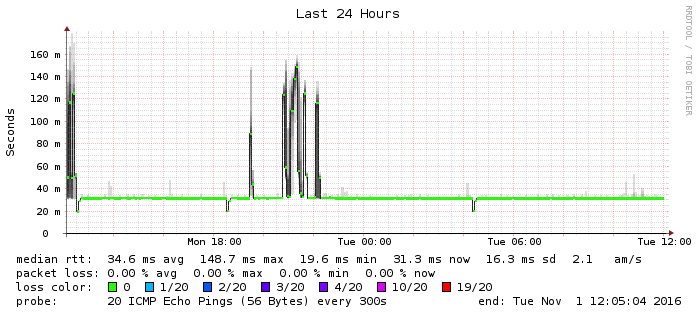 Last 24 Hours
RRDTOOL / TOBI OETIKER
Seconds
160 m
140 m
120 m
100 m
80 m
60 m
40 m
20 m
0
Mon 18:00 Tue 00:00 Tue 06:00 Tue 12:00
median rtt: 34.6 ms avg 148.7 ms max 19.6 ms min 31.3 ms now 16.3 ms sd 2.1 am/s
packet loss: 0.00 % avg 0.00 % max 0.00 % min 0.00 % now
loss color: 0 1/20 2/20 3/20 4/20 10/20 19/20
probe: 20 ICMP Echo Pings (56 Bytes) every 300s end: Tue Nov 1 12:05:04 2016